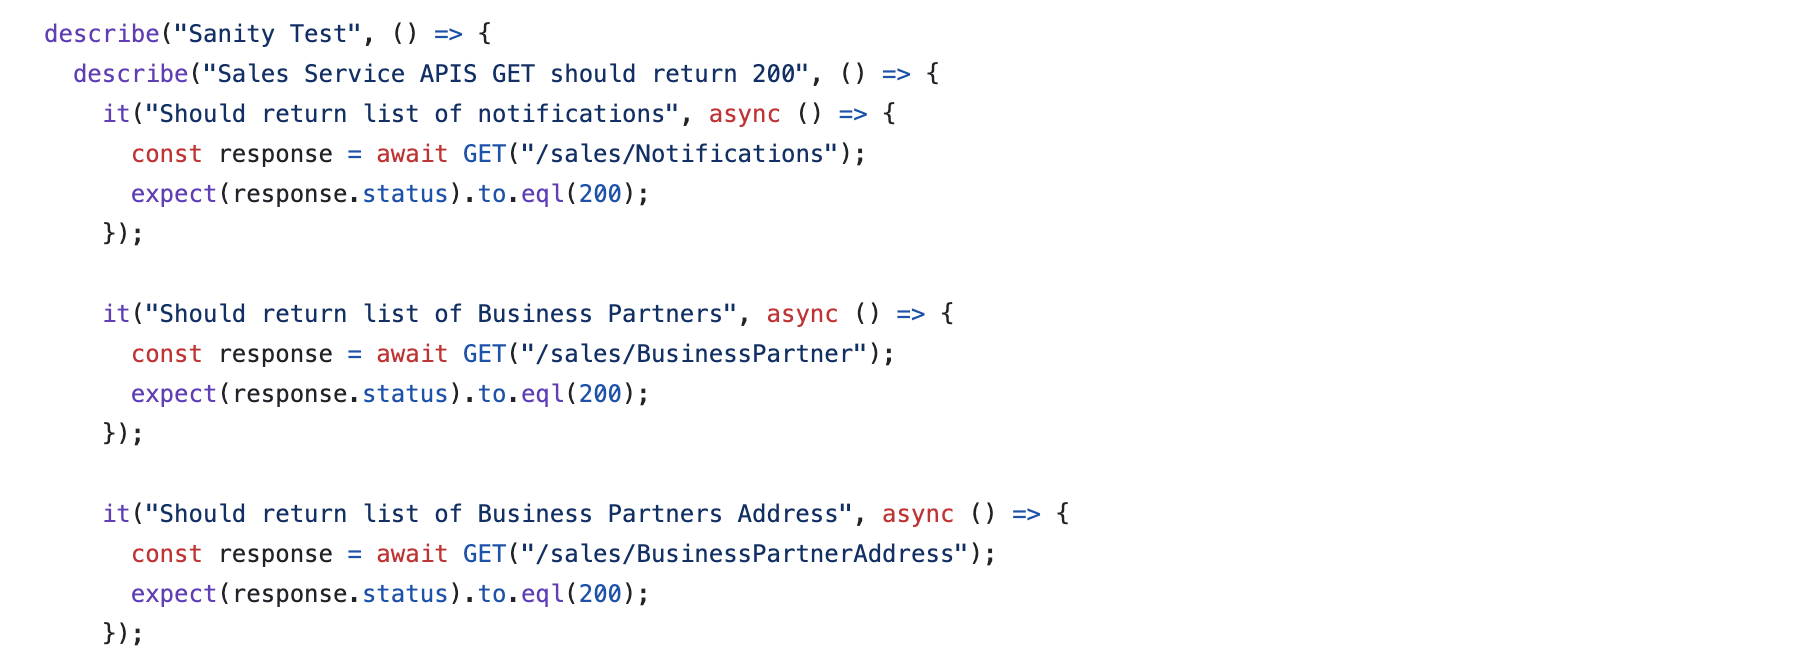 describe("Sanity Test", () => {
  describe("Sales Service APIS GET should return 200", () => {
    it("Should return list of notifications", async () => {
      const response = await GET("/sales/Notifications");
      expect(response.status).to.eql(200);
    });

    it("Should return list of Business Partners", async () => {
      const response = await GET("/sales/BusinessPartner");
      expect(response.status).to.eql(200);
    });

    it("Should return list of Business Partners Address", async () => {
      const response = await GET("/sales/BusinessPartnerAddress");
      expect(response.status).to.eql(200);
    });